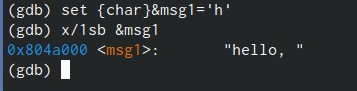 (gdb) set {char}&msg1='h'
(gdb) x/1sb &msg1
0x804a000 <msg1>:       "hello, "
(gdb)